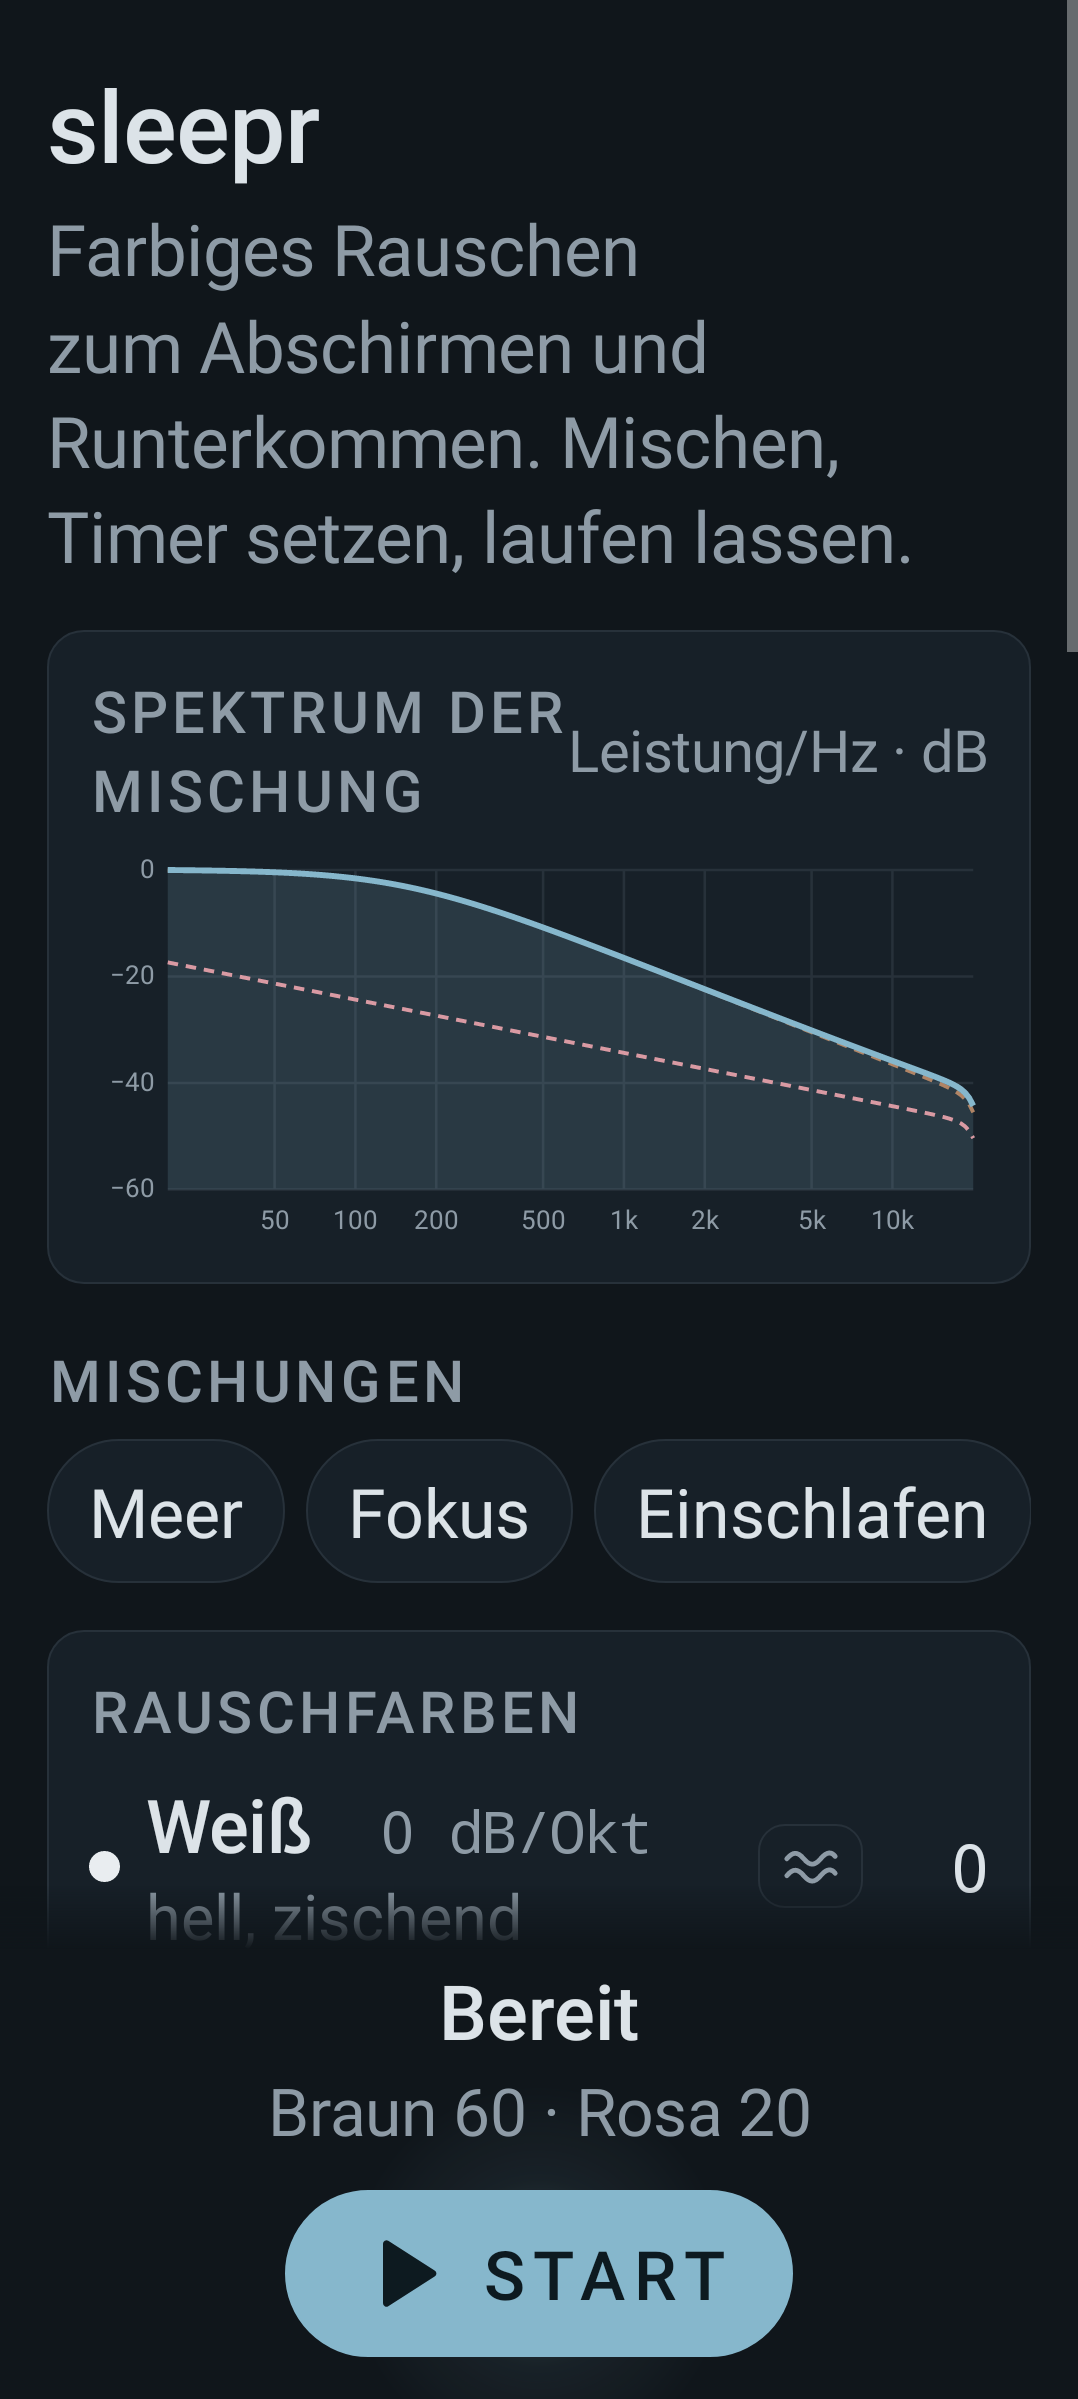 sleepr
Farbiges Rauschen
zum Abschirmen und
Runterkommen. Mischen,
Timer setzen, laufen lassen.
SPEKTRUM DER
MISCHUNG
Leistung/Hz · dB
0
−20
−40
−60
50 100 200 500 1k 2k 5k 10k
MISCHUNGEN
Meer Fokus Einschlafen
RAUSCHFARBEN
Weiß 0 dB/Okt 0
hell, zischend
Bereit
Braun 60 · Rosa 20
START